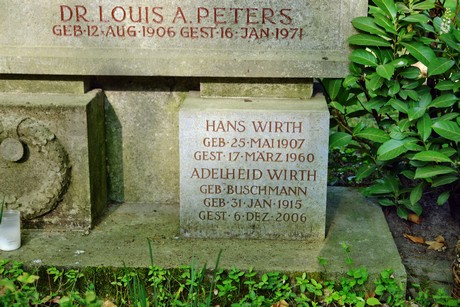 DR LOUIS A. PETERS
GEB·12·AUG·1906 GEST·16·JAN·1971
HANS WIRTH
GEB·25·MAI·1907
GEST·17·MÄRZ·1960
ADELHEID WIRTH
GEB·BUSCHMANN
GEB·31·JAN·1915
GEST·6·DEZ·2006